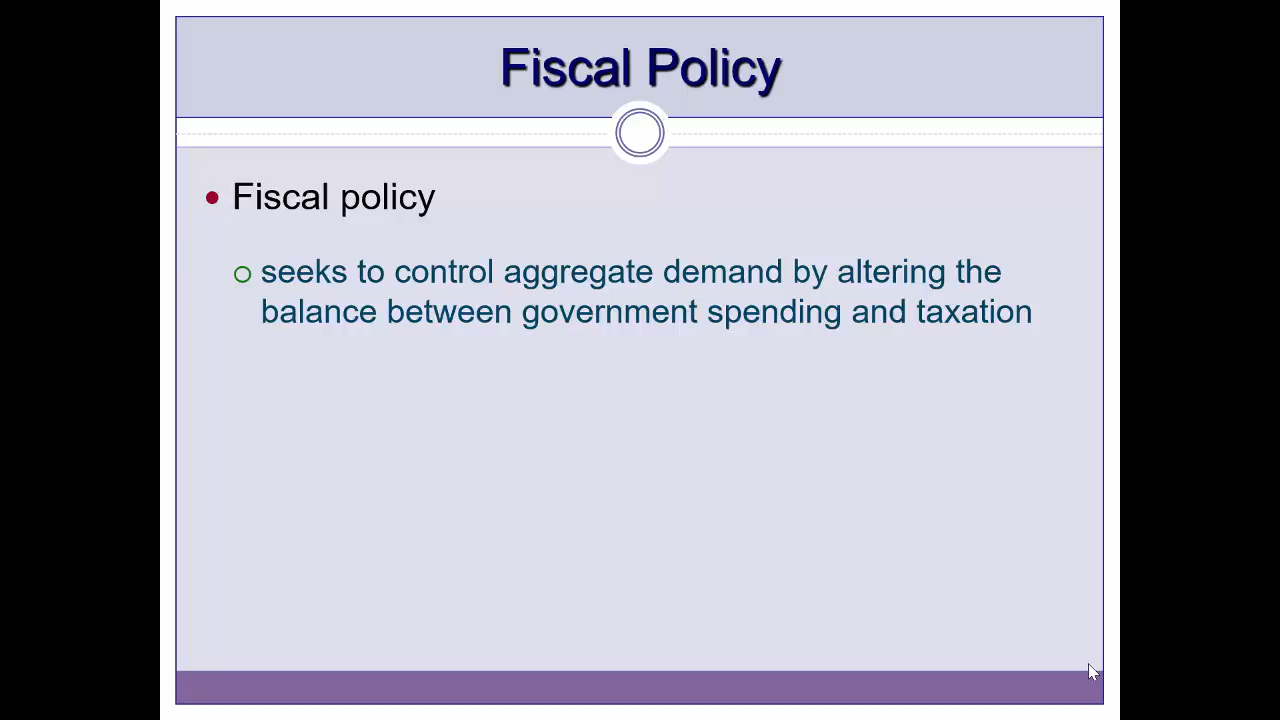 Fiscal Policy
Fiscal policy
seeks to control aggregate demand by altering the
balance between government spending and taxation